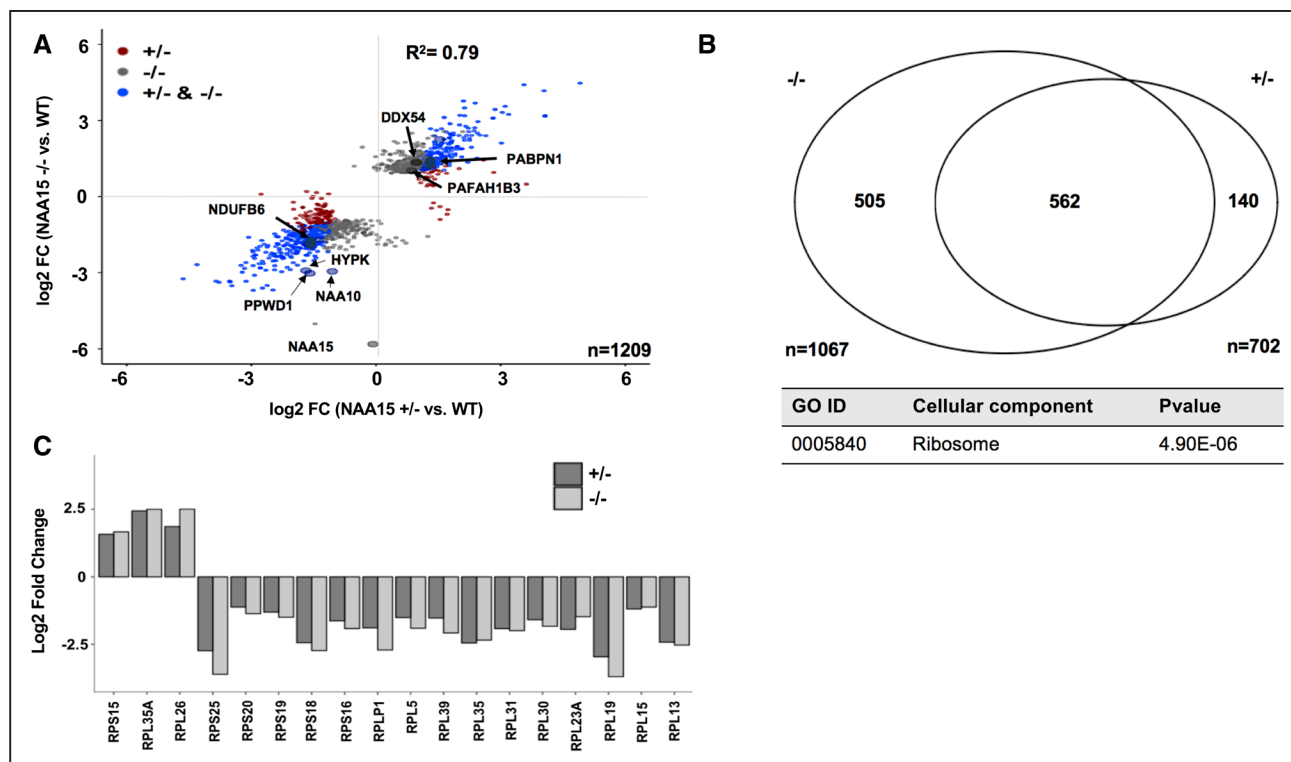 A
+/-
-/-
+/- & -/-
R²= 0.79
log2 FC (NAA15 -/- vs. WT)
6
3
0
-3
-6
DDX54
PABPN1
PAFAH1B3
NDUFB6
HYPK
PPWD1
NAA10
NAA15
n=1209
-6
-3
0
3
6
log2 FC (NAA15 +/- vs. WT)
B
-/-
+/-
505
562
140
n=1067
n=702
GO ID Cellular component Pvalue
0005840 Ribosome 4.90E-06
C
+/-
-/-
Log2 Fold Change
2.5
0
-2.5
RPS15
RPL35A
RPL26
RPS25
RPS20
RPS19
RPS18
RPS16
RPLP1
RPL5
RPL39
RPL35
RPL31
RPL30
RPL23A
RPL19
RPL15
RPL13